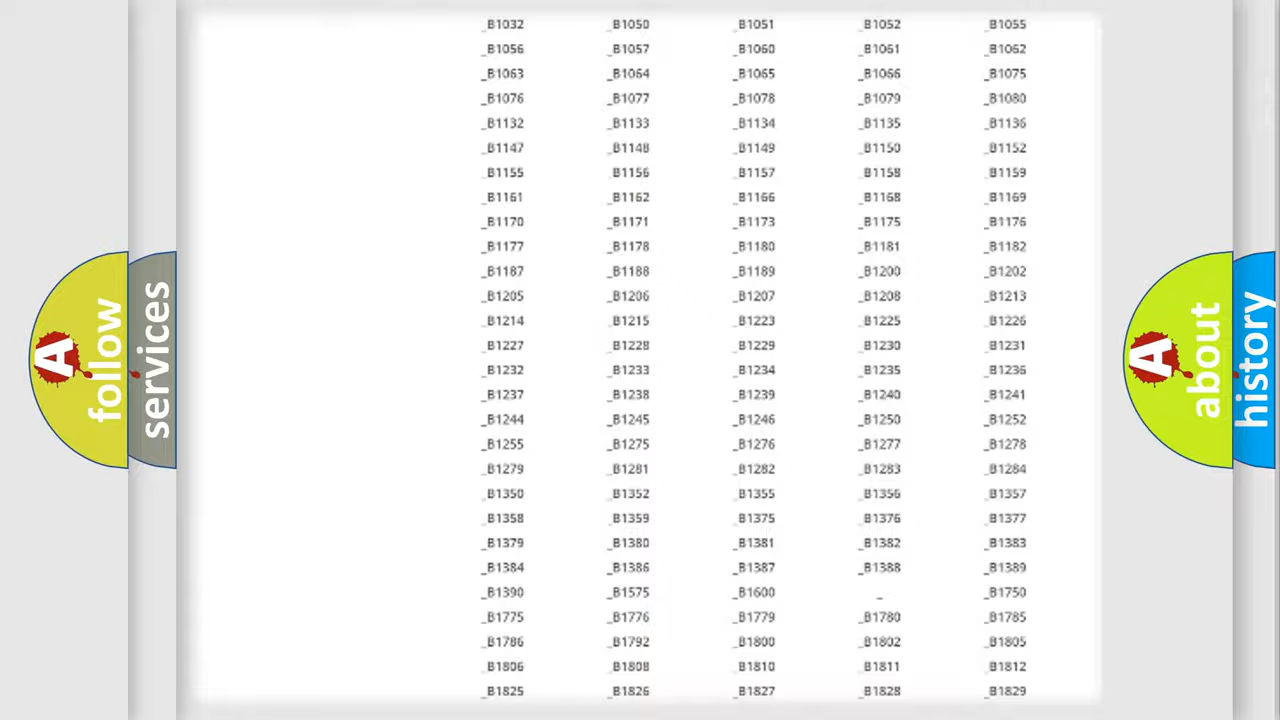 _B1032 _B1050 _B1051 _B1052 _B1055
_B1056 _B1057 _B1060 _B1061 _B1062
_B1063 _B1064 _B1065 _B1066 _B1075
_B1076 _B1077 _B1078 _B1079 _B1080
_B1132 _B1133 _B1134 _B1135 _B1136
_B1147 _B1148 _B1149 _B1150 _B1152
_B1155 _B1156 _B1157 _B1158 _B1159
_B1161 _B1162 _B1166 _B1168 _B1169
_B1170 _B1171 _B1173 _B1175 _B1176
_B1177 _B1178 _B1180 _B1181 _B1182
_B1187 _B1188 _B1189 _B1200 _B1202
_B1205 _B1206 _B1207 _B1208 _B1213
_B1214 _B1215 _B1223 _B1225 _B1226
_B1227 _B1228 _B1229 _B1230 _B1231
_B1232 _B1233 _B1234 _B1235 _B1236
_B1237 _B1238 _B1239 _B1240 _B1241
_B1244 _B1245 _B1246 _B1250 _B1252
_B1255 _B1275 _B1276 _B1277 _B1278
_B1279 _B1281 _B1282 _B1283 _B1284
_B1350 _B1352 _B1355 _B1356 _B1357
_B1358 _B1359 _B1375 _B1376 _B1377
_B1379 _B1380 _B1381 _B1382 _B1383
_B1384 _B1386 _B1387 _B1388 _B1389
_B1390 _B1575 _B1600 _ _B1750
_B1775 _B1776 _B1779 _B1780 _B1785
_B1786 _B1792 _B1800 _B1802 _B1805
_B1806 _B1808 _B1810 _B1811 _B1812
_B1825 _B1826 _B1827 _B1828 _B1829
A
follow
services
A
about
history